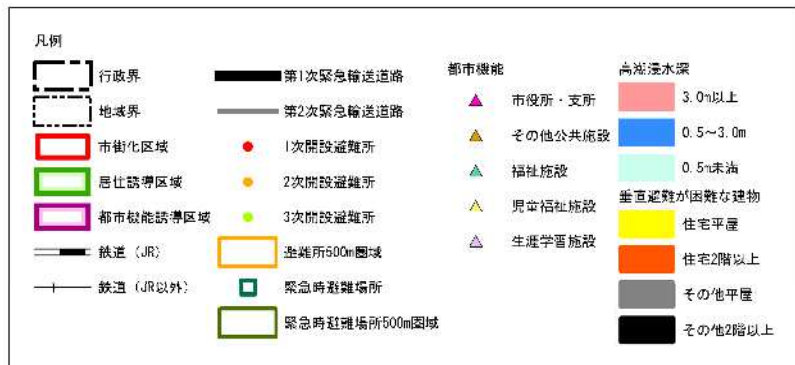 凡例
行政界
地域界
市街化区域
居住誘導区域
都市機能誘導区域
鉄道（JR）
鉄道（JR以外）
第1次緊急輸送道路
第2次緊急輸送道路
1次開設避難所
2次開設避難所
3次開設避難所
避難所500m圏域
緊急時避難場所
緊急時避難場所500m圏域
都市機能
市役所・支所
その他公共施設
福祉施設
児童福祉施設
生涯学習施設
高潮浸水深
3.0m以上
0.5～3.0m
0.5m未満
垂直避難が困難な建物
住宅平屋
住宅2階以上
その他平屋
その他2階以上